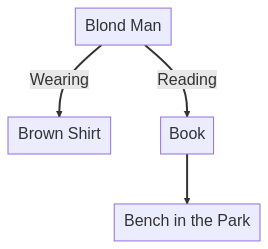 Blond Man
Wearing
Reading
Brown Shirt
Book
Bench in the Park